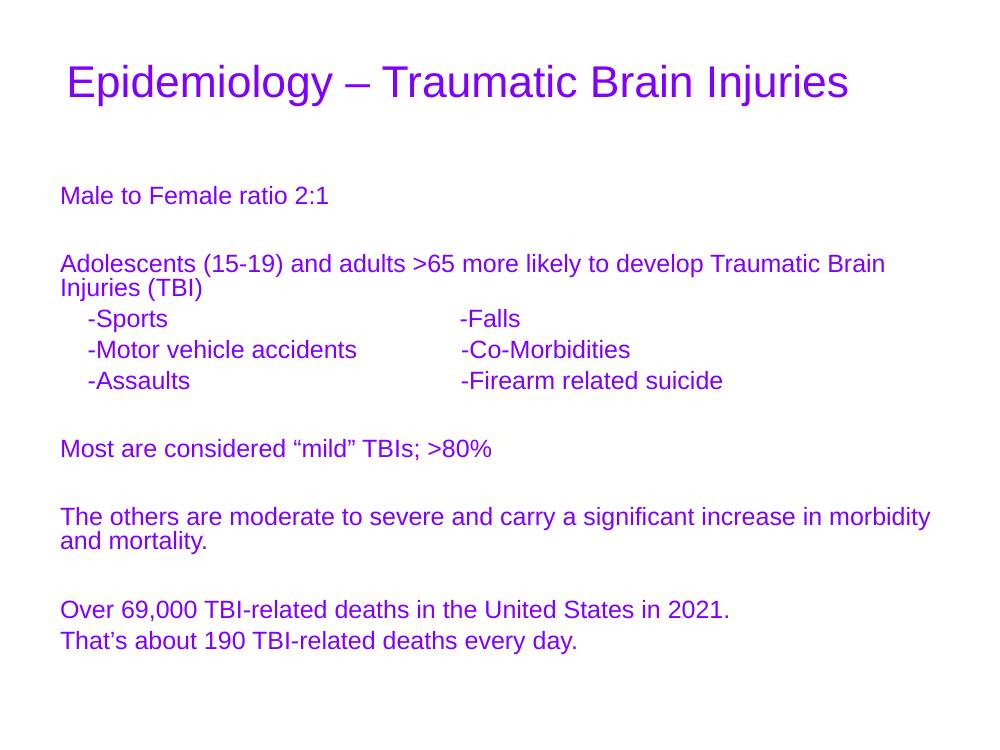 Epidemiology – Traumatic Brain Injuries
Male to Female ratio 2:1
Adolescents (15-19) and adults >65 more likely to develop Traumatic Brain
Injuries (TBI)
-Sports -Falls
-Motor vehicle accidents -Co-Morbidities
-Assaults -Firearm related suicide
Most are considered “mild” TBIs; >80%
The others are moderate to severe and carry a significant increase in morbidity
and mortality.
Over 69,000 TBI-related deaths in the United States in 2021.
That’s about 190 TBI-related deaths every day.